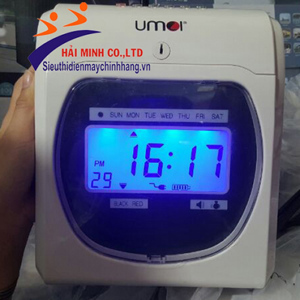 umei
HẢI MINH CO.,LTD
Sieuthidienmaychinhhang.vn
SUN MON TUE WED THU FRI SAT
PM
16:17
29
BLACK RED